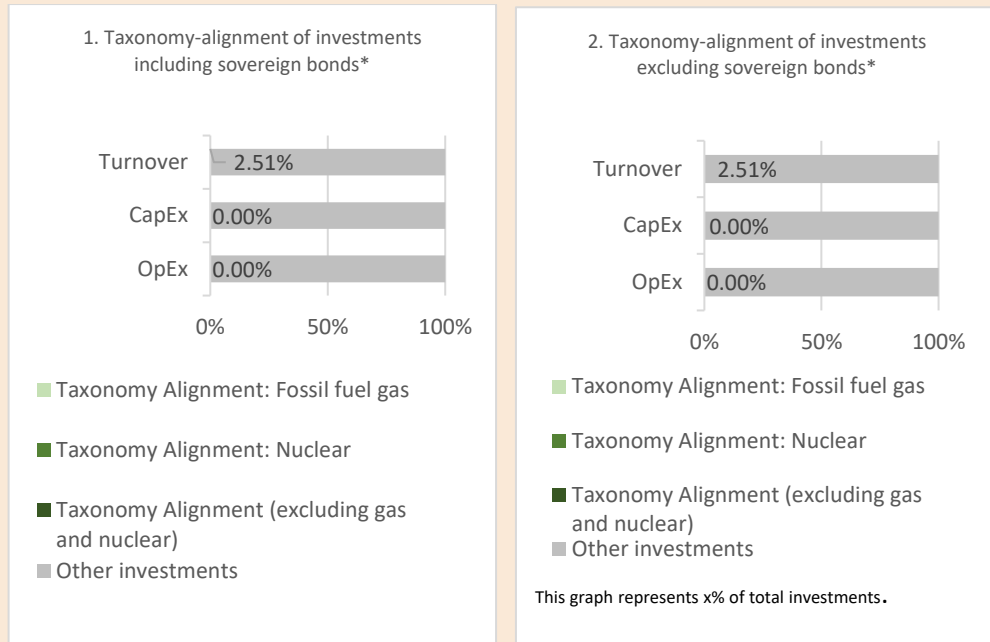 1. Taxonomy-alignment of investments
including sovereign bonds*
Turnover
2.51%
CapEx
0.00%
OpEx
0.00%
0%
50%
100%
Taxonomy Alignment: Fossil fuel gas
Taxonomy Alignment: Nuclear
Taxonomy Alignment (excluding gas
and nuclear)
Other investments
2. Taxonomy-alignment of investments
excluding sovereign bonds*
Turnover
2.51%
CapEx
0.00%
OpEx
0.00%
0%
50%
100%
Taxonomy Alignment: Fossil fuel gas
Taxonomy Alignment: Nuclear
Taxonomy Alignment (excluding gas
and nuclear)
Other investments
This graph represents x% of total investments.